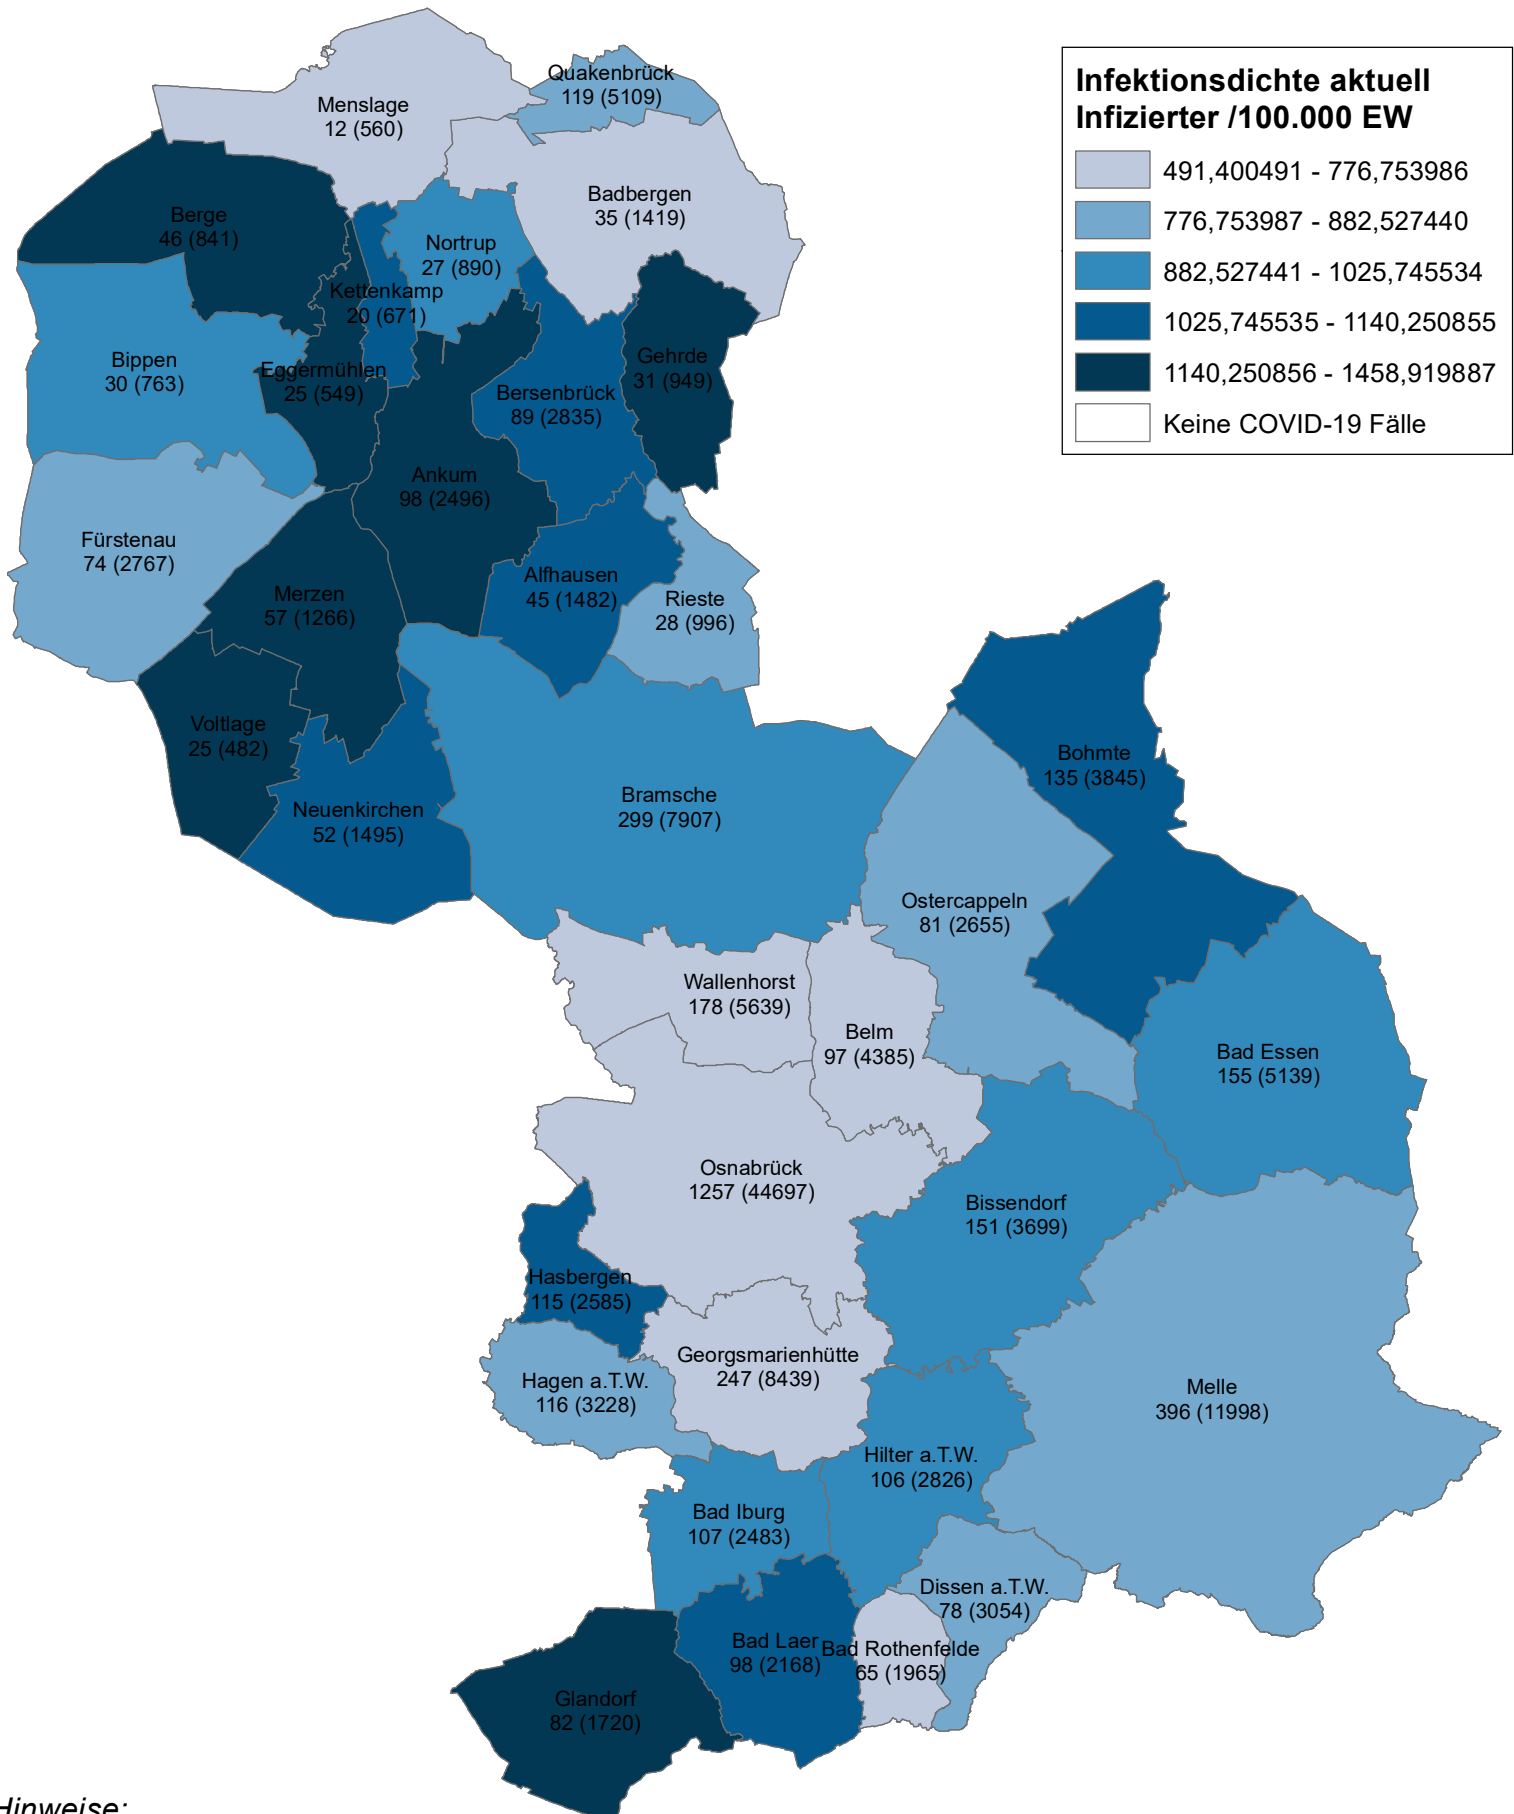 Infektionsdichte aktuell
Infizierter /100.000 EW
491,400491 - 776,753986
776,753987 - 882,527440
882,527441 - 1025,745534
1025,745535 - 1140,250855
1140,250856 - 1458,919887
Keine COVID-19 Fälle
Quakenbrück
119 (5109)
Menslage
12 (560)
Badbergen
35 (1419)
Berge
46 (841)
Nortrup
27 (890)
Kettenkamp
20 (671)
Bippen
30 (763)
Eggermühlen
25 (549)
Gehrde
31 (949)
Bersenbrück
89 (2835)
Ankum
98 (2496)
Fürstenau
74 (2767)
Alfhausen
45 (1482)
Merzen
57 (1266)
Rieste
28 (996)
Voltlage
25 (482)
Bohmte
135 (3845)
Bramsche
299 (7907)
Neuenkirchen
52 (1495)
Ostercappeln
81 (2655)
Wallenhorst
178 (5639)
Belm
97 (4385)
Bad Essen
155 (5139)
Osnabrück
1257 (44697)
Bissendorf
151 (3699)
Hasbergen
115 (2585)
Georgsmarienhütte
247 (8439)
Hagen a.T.W.
116 (3228)
Melle
396 (11998)
Hilter a.T.W.
106 (2826)
Bad Iburg
107 (2483)
Dissen a.T.W.
78 (3054)
Bad Laer
98 (2168)
Bad Rothenfelde
65 (1965)
Glandorf
82 (1720)
Hinweise: